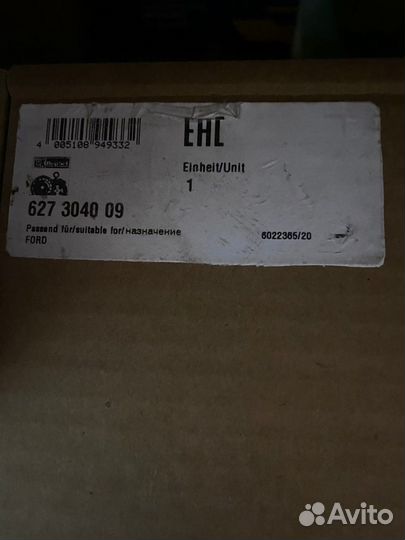 4 005108 949332
EAC
Einheit/Unit
1
627 3040 09
Passend für/suitable for/назначение
FORD
6022365/20
Avito